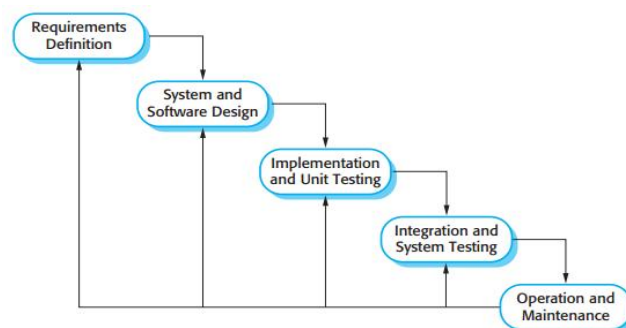 Requirements
Definition
System and
Software Design
Implementation
and Unit Testing
Integration and
System Testing
Operation and
Maintenance